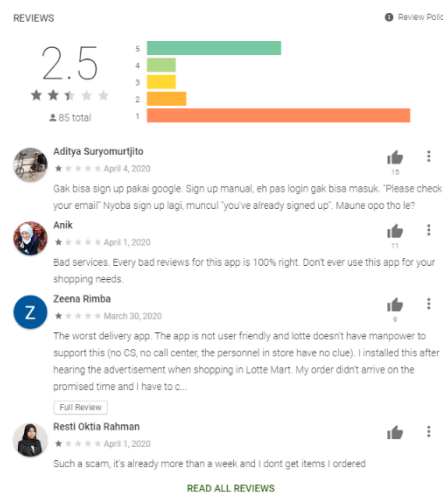 REVIEWS
Review Polic
2.5
5
4
3
2
1
85 total
Aditya Suryomurtjito
April 4, 2020
15
Gak bisa sign up pakai google. Sign up manual, eh pas login gak bisa masuk. "Please check
your email" Nyoba sign up lagi, muncul "you've already signed up". Maune opo tho le?
Anik
April 1, 2020
11
Bad services. Every bad reviews for this app is 100% right. Don't ever use this app for your
shopping needs.
Z
Zeena Rimba
March 30, 2020
9
The worst delivery app. The app is not user friendly and lotte doesn't have manpower to
support this (no CS, no call center, the personnel in store have no clue). I installed this after
hearing the advertisement when shopping in Lotte Mart. My order didn't arrive on the
promised time and I have to c...
Full Review
Resti Oktia Rahman
April 1, 2020
Such a scam, it's already more than a week and I dont get items I ordered
READ ALL REVIEWS